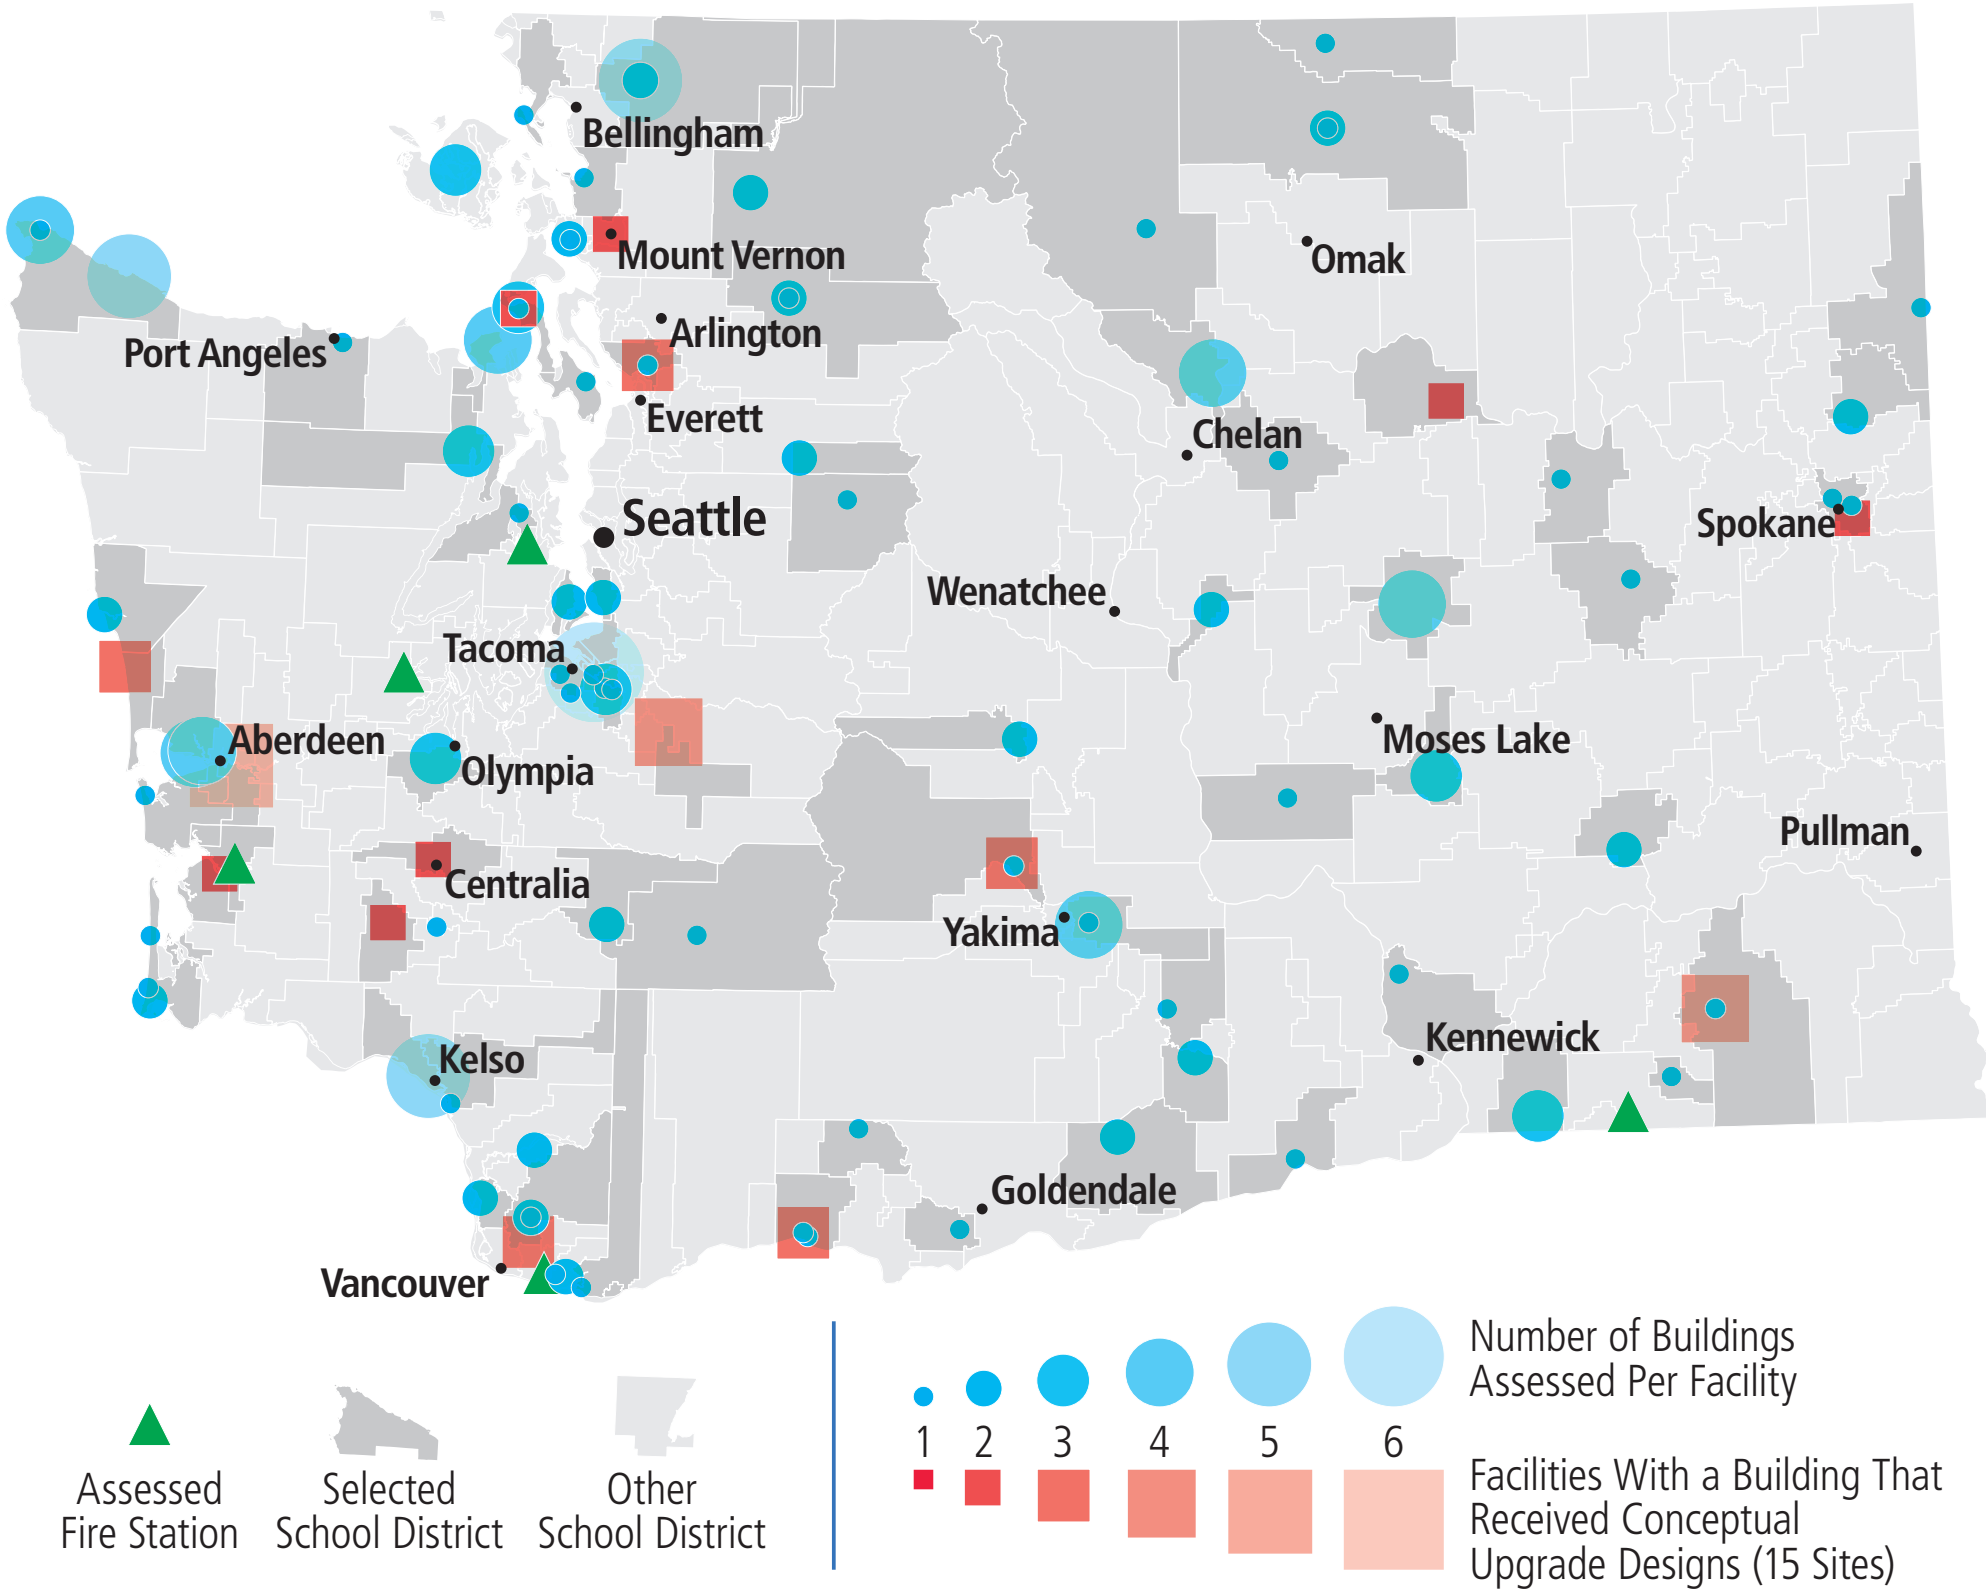 Bellingham
Mount Vernon
Omak
Arlington
Port Angeles
Everett
Chelan
Seattle
Spokane
Wenatchee
Tacoma
Aberdeen
Moses Lake
Olympia
Pullman
Centralia
Yakima
Kennewick
Kelso
Goldendale
Vancouver
Number of Buildings
Assessed Per Facility
1 2 3 4 5 6
Facilities With a Building That
Received Conceptual
Upgrade Designs (15 Sites)
Assessed
Fire Station
Selected
School District
Other
School District